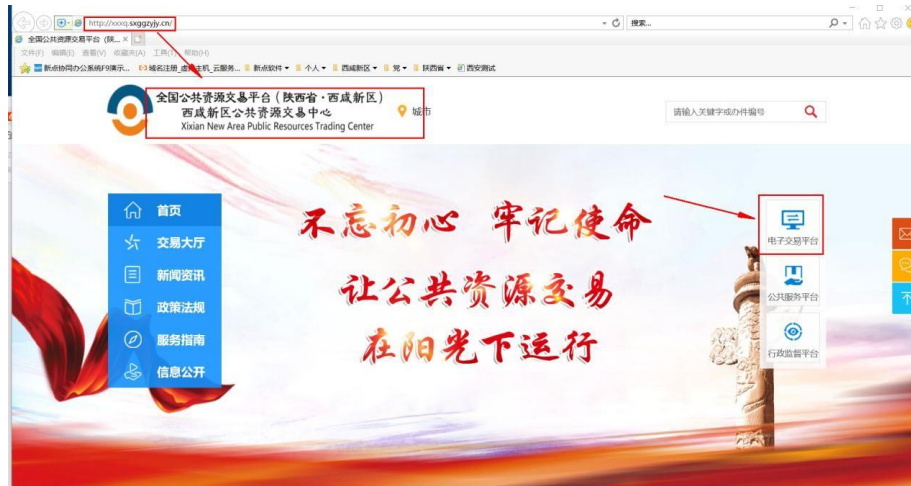 http://xxxq.sxggzyjy.cn/
搜索...
全国公共资源交易平台（陕... ×
文件(F) 编辑(E) 查看(V) 收藏夹(A) 工具(T) 帮助(H)
新点协同办公系统F9演示... 域名注册_虚拟主机_云服务... 新点软件 个人 西咸新区 党 陕西省 西安测试
全国公共资源交易平台（陕西省·西咸新区）
西咸新区公共资源交易中心
Xixian New Area Public Resources Trading Center
城市
请输入关键字或办件编号
首页
交易大厅
新闻资讯
政策法规
服务指南
信息公开
不忘初心 牢记使命
让公共资源交易
在阳光下运行
电子交易平台
公共服务平台
行政监督平台